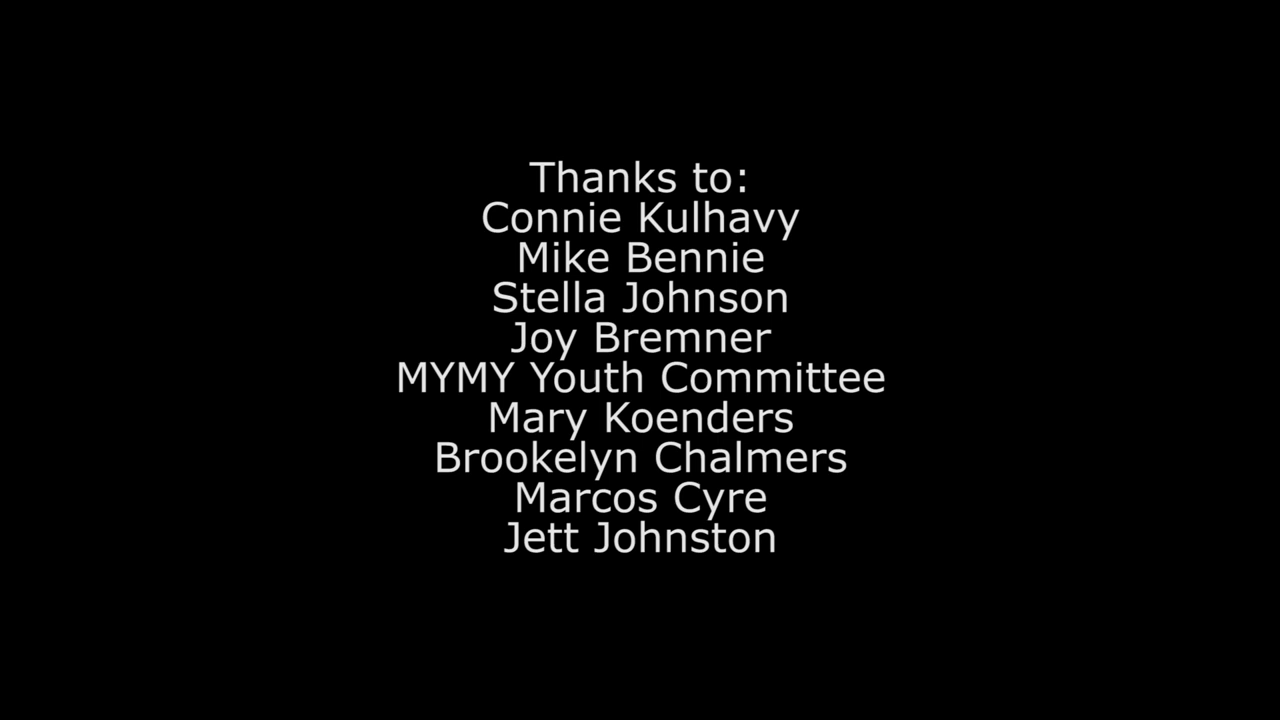 Thanks to:
Connie Kulhavy
Mike Bennie
Stella Johnson
Joy Bremner
MYMY Youth Committee
Mary Koenders
Brookelyn Chalmers
Marcos Cyre
Jett Johnston